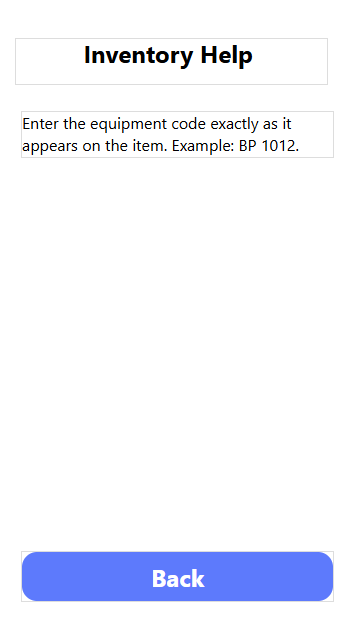 Inventory Help
Enter the equipment code exactly as it
appears on the item. Example: BP 1012.
Back